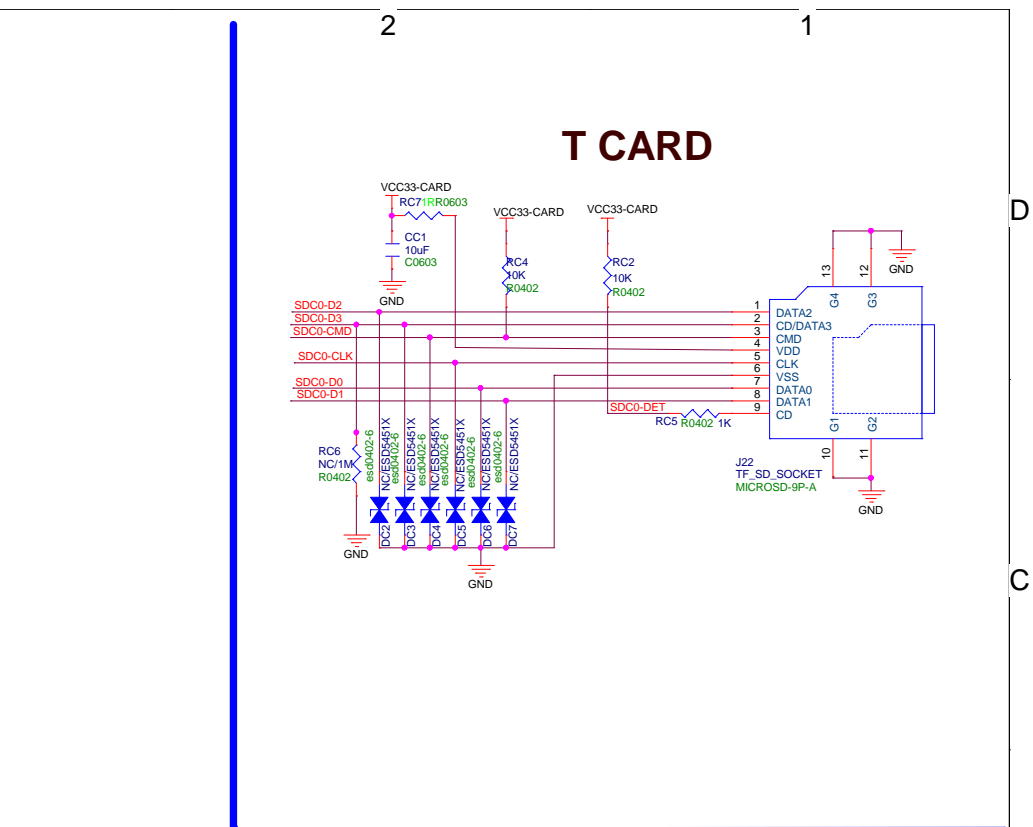 2
1
T CARD
D
C
VCC33-CARD
RC7 1R R0603
CC1
10uF
C0603
GND
VCC33-CARD
RC4
10K
R0402
VCC33-CARD
RC2
10K
R0402
SDC0-D2
SDC0-D3
SDC0-CMD
SDC0-CLK
SDC0-D0
SDC0-D1
SDC0-DET
RC5 R0402 1K
RC6
NC/1M
R0402
GND
esd0402-6
NC/ESD5451X
DC2
esd0402-6
NC/ESD5451X
DC3
esd0402-6
NC/ESD5451X
DC4
esd0402-6
NC/ESD5451X
DC5
esd0402-6
NC/ESD5451X
DC6
esd0402-6
NC/ESD5451X
DC7
GND
13
12
G4
G3
GND
1 DATA2
2 CD/DATA3
3 CMD
4 VDD
5 CLK
6 VSS
7 DATA0
8 DATA1
9 CD
G1
G2
10
11
GND
J22
TF_SD_SOCKET
MICROSD-9P-A